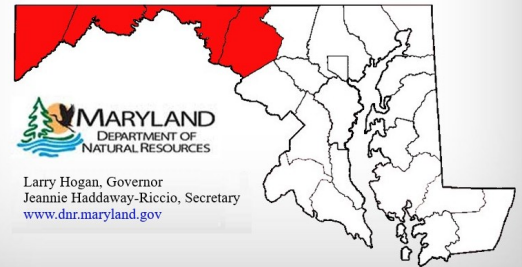 MARYLAND
DEPARTMENT OF
NATURAL RESOURCES
Larry Hogan, Governor
Jeannie Haddaway-Riccio, Secretary
www.dnr.maryland.gov